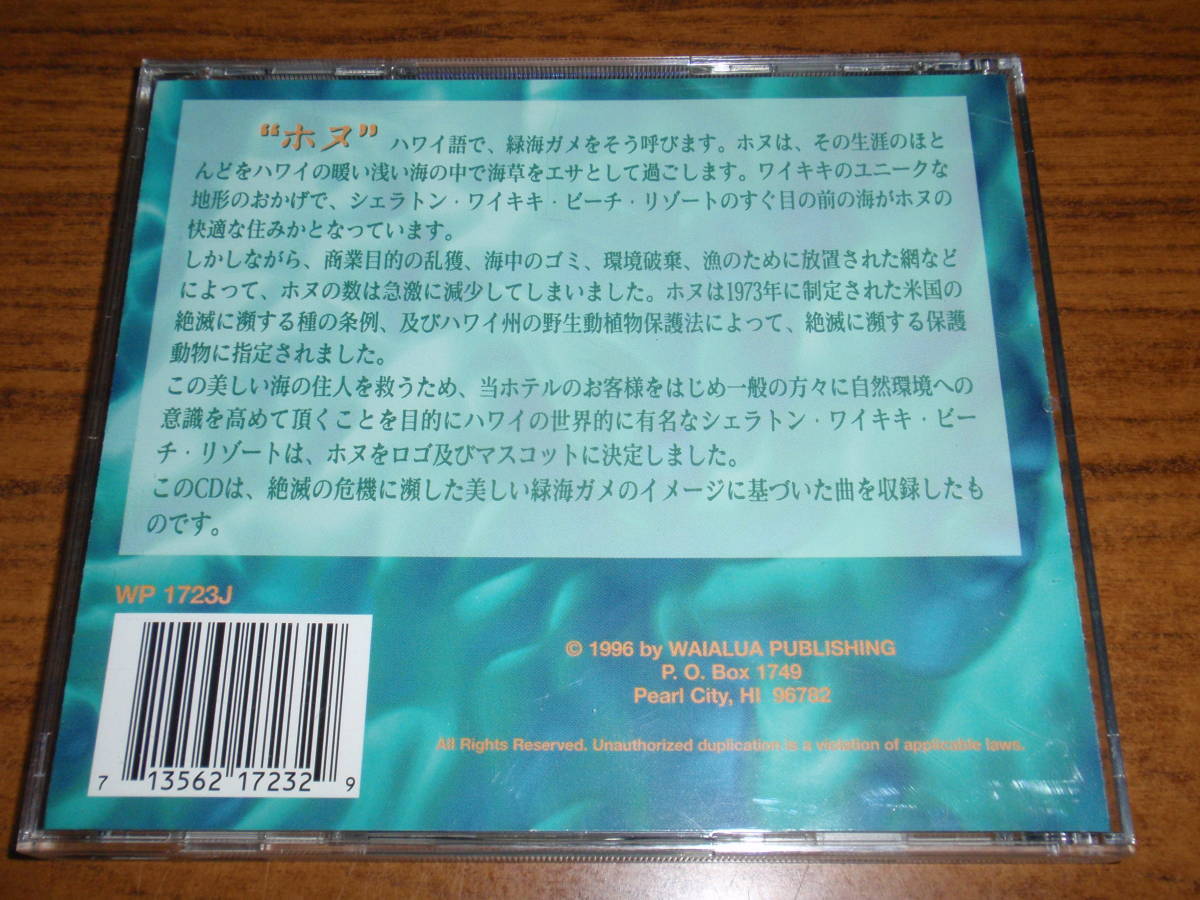 “ホヌ” ハワイ語で、緑海ガメをそう呼びます。ホヌは、その生涯のほと
んどをハワイの暖い浅い海の中で海草をエサとして過ごします。ワイキキのユニークな
地形のおかげで、シェラトン・ワイキキ・ビーチ・リゾートのすぐ目の前の海がホヌの
快適な住みかとなっています。
しかしながら、商業目的の乱獲、海中のゴミ、環境破棄、漁のために放置された網など
によって、ホヌの数は急激に減少してしまいました。ホヌは1973年に制定された米国の
絶滅に瀕する種の条例、及びハワイ州の野生動植物保護法によって、絶滅に瀕する保護
動物に指定されました。
この美しい海の住人を救うため、当ホテルのお客様をはじめ一般の方々に自然環境への
意識を高めて頂くことを目的にハワイの世界的に有名なシェラトン・ワイキキ・ビー
チ・リゾートは、ホヌをロゴ及びマスコットに決定しました。
このCDは、絶滅の危機に瀕した美しい緑海ガメのイメージに基づいた曲を収録したも
のです。
WP 1723J
7 13562 17232 9
© 1996 by WAIALUA PUBLISHING
P. O. Box 1749
Pearl City, HI 96782
All Rights Reserved. Unauthorized duplication is a violation of applicable laws.